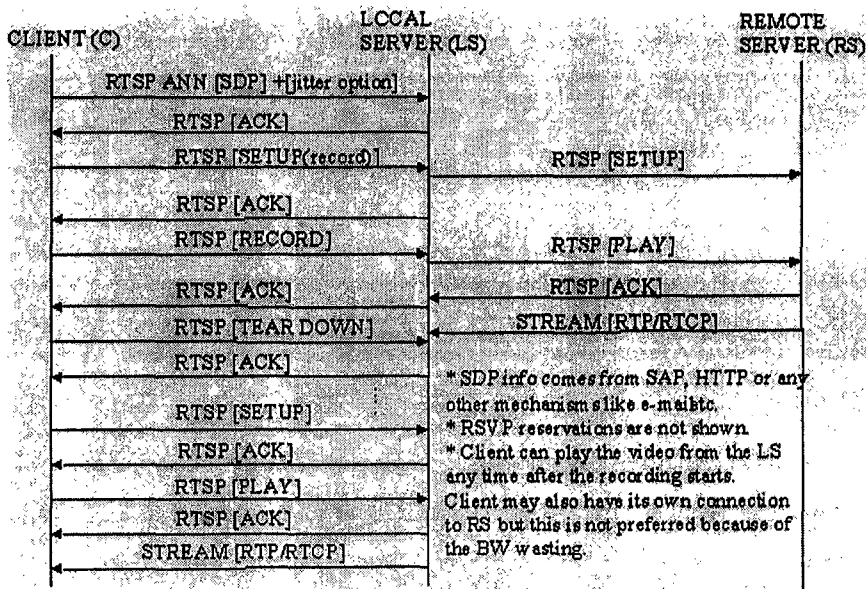 CLIENT (C)
LOCAL
SERVER (LS)
REMOTE
SERVER (RS)
RTSP ANN [SDP] +[jitter option]
RTSP [ACK]
RTSP [SETUP(record)]
RTSP [SETUP]
RTSP [ACK]
RTSP [RECORD]
RTSP [PLAY]
RTSP [ACK]
RTSP [ACK]
RTSP [TEAR DOWN]
STREAM [RTP/RTCP]
RTSP [ACK]
RTSP [SETUP]
RTSP [ACK]
RTSP [PLAY]
RTSP [ACK]
STREAM [RTP/RTCP]
* SDP info comes from SAP, HTTP or any
other mechanisms like e-mailetc.
* RSVP reservations are not shown.
* Client can play the video from the LS
any time after the recording starts.
Client may also have its own connection
to RS but this is not preferred because of
the BW wasting.